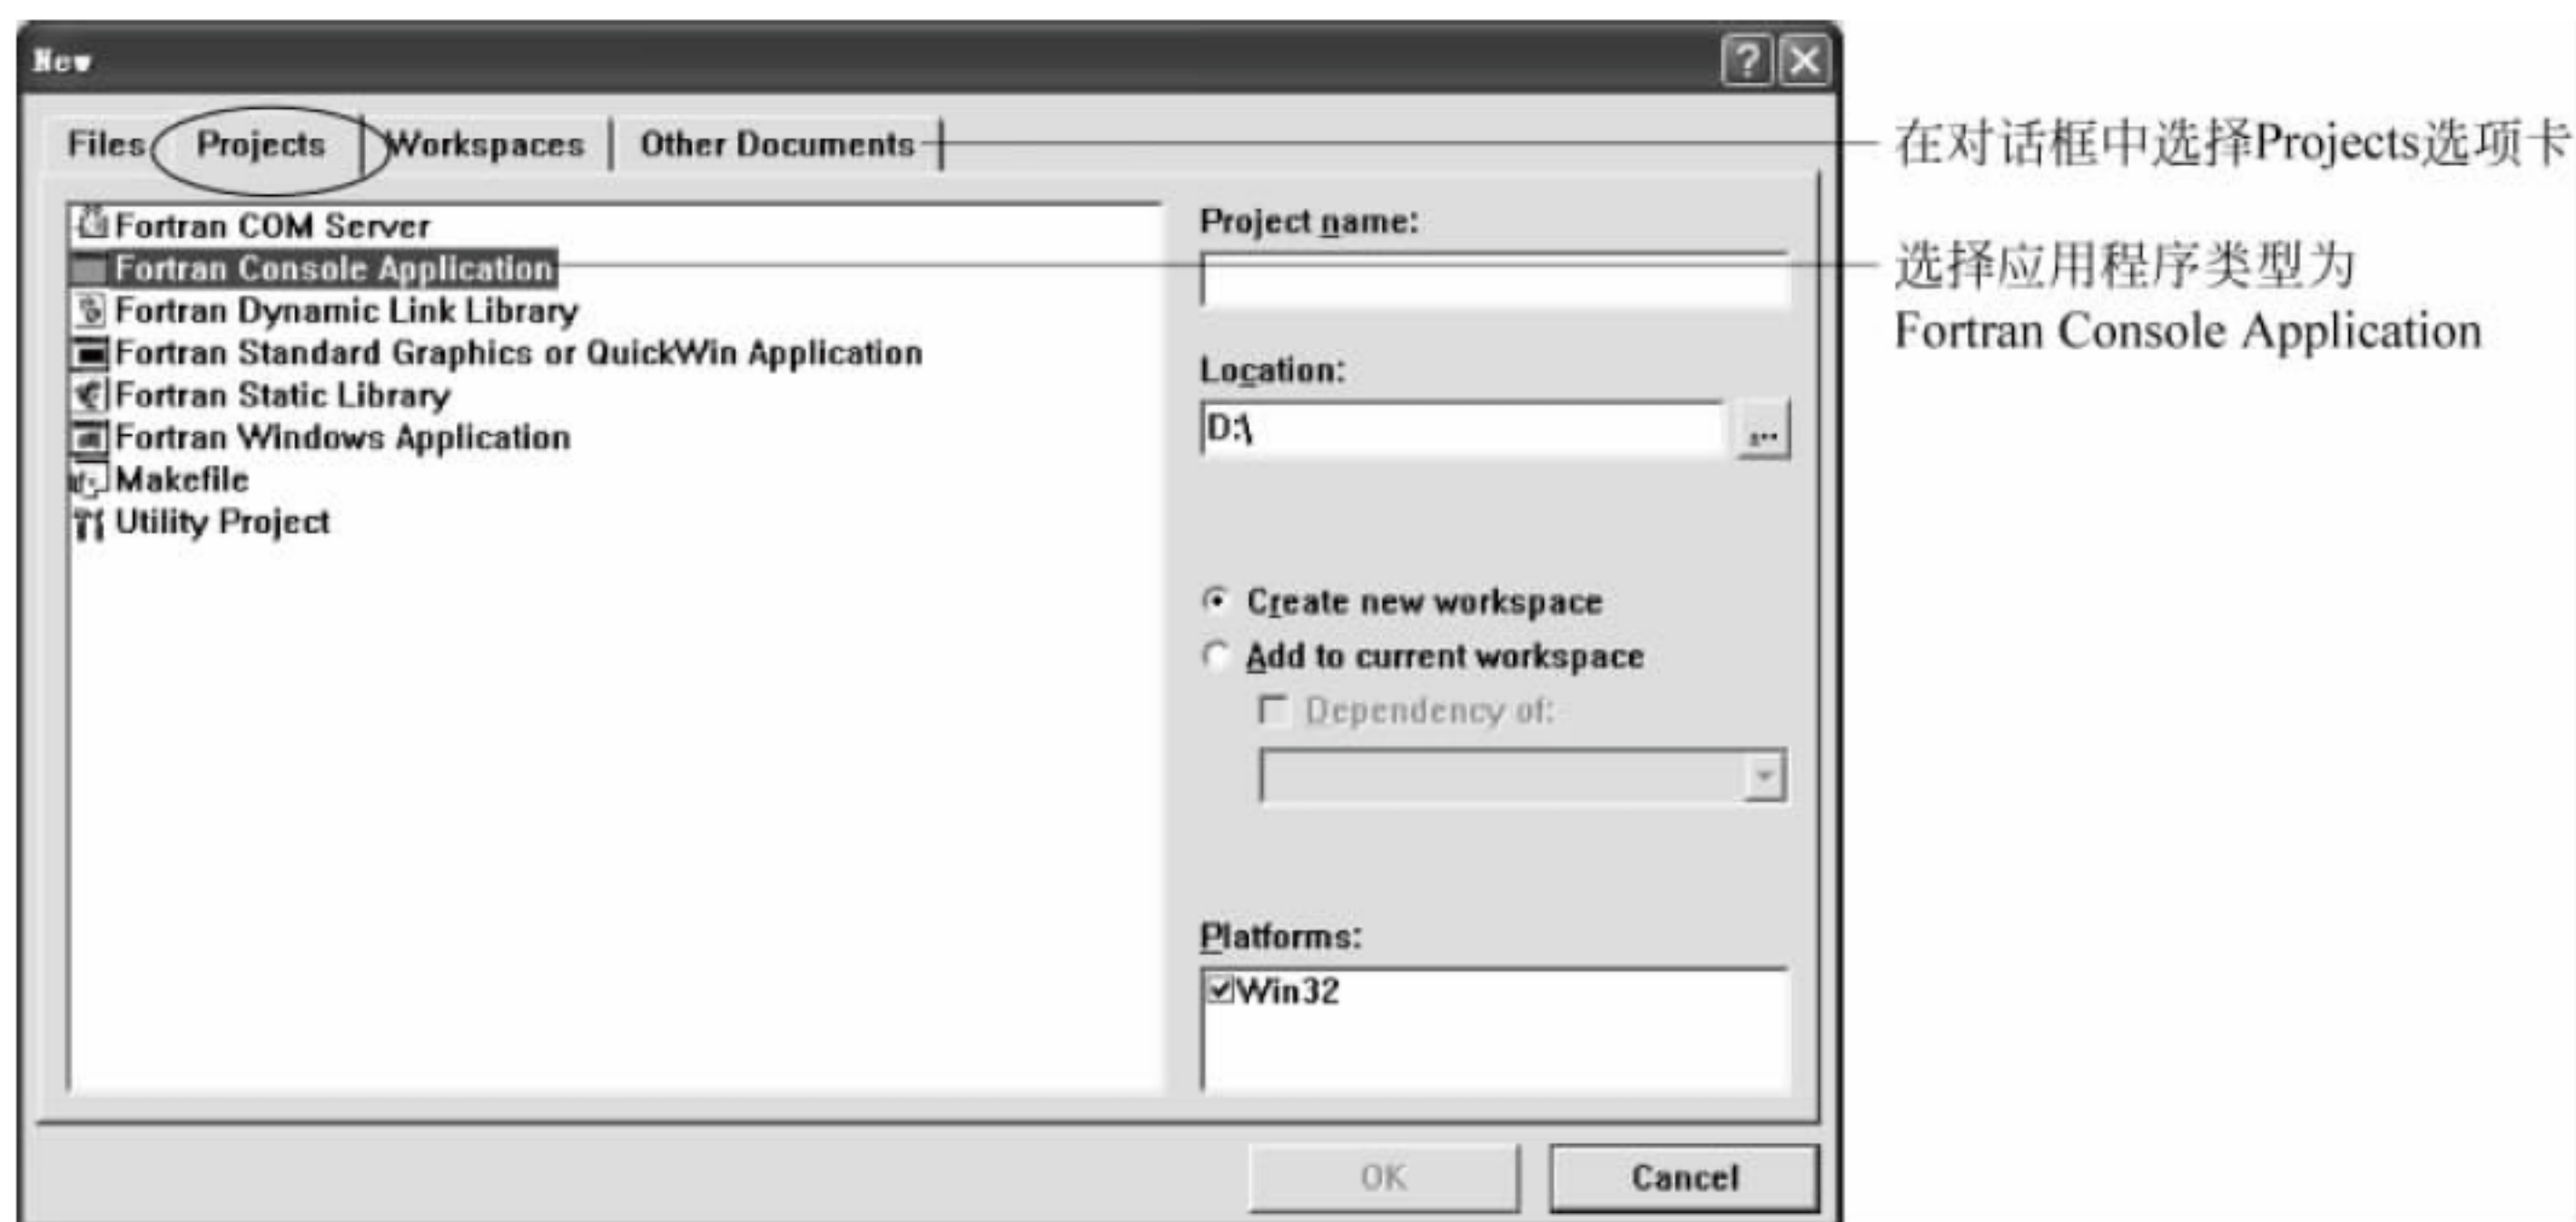 New
Files Projects Workspaces Other Documents
在对话框中选择Projects选项卡
Fortran COM Server
Fortran Console Application
Fortran Dynamic Link Library
Fortran Standard Graphics or QuickWin Application
Fortran Static Library
Fortran Windows Application
Makefile
Utility Project
Project name:
选择应用程序类型为
Fortran Console Application
Location:
D:\
...
Create new workspace
Add to current workspace
Dependency of:
Platforms:
Win32
OK
Cancel